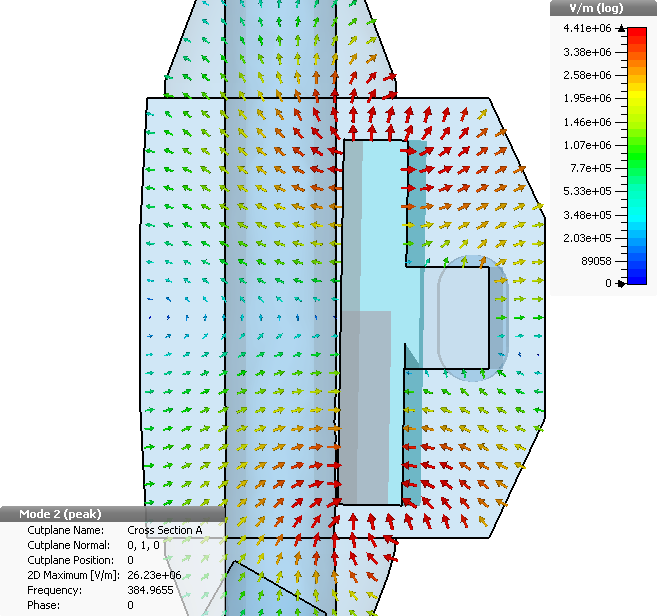 V/m (log)
4.41e+06
3.38e+06
2.58e+06
1.95e+06
1.46e+06
1.07e+06
7.7e+05
5.33e+05
3.48e+05
2.03e+05
89058
0
Mode 2 (peak)
Cutplane Name: Cross Section A
Cutplane Normal: 0, 1, 0
Cutplane Position: 0
2D Maximum [V/m]: 26.23e+06
Frequency: 384.9655
Phase: 0